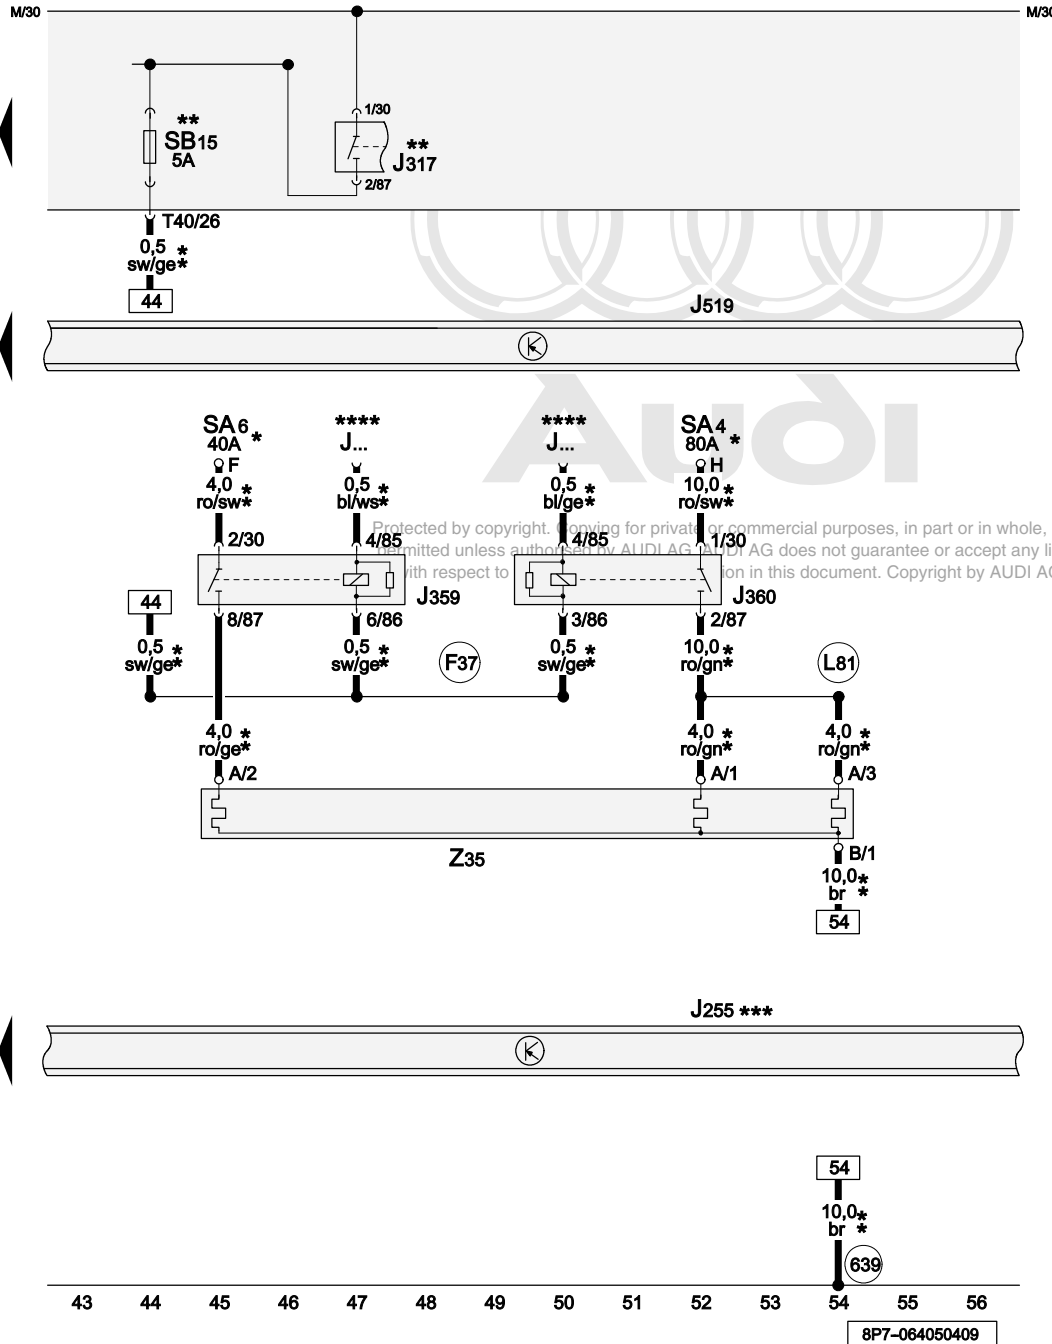 M/30
M/30
1/30
**
SB15
5A
**
J317
2/87
T40/26
0,5 *
sw/ge*
44
J519
SA6
40A *
F
4,0 *
ro/sw*
****
J...
0,5 *
bl/ws*
****
J...
0,5 *
bl/ge*
SA4
80A *
H
10,0 *
ro/sw*
Audi
Protected by copyright. Copying for private or commercial purposes, in part or in whole,
permitted unless authorised by AUDI AG. AUDI AG does not guarantee or accept any li
with respect to ion in this document. Copyright by AUDI AG
2/30
4/85
4/85
1/30
J359
J360
44
8/87
6/86
3/86
2/87
0,5 *
sw/ge*
0,5 *
sw/ge*
F37
0,5 *
sw/ge*
10,0 *
ro/gn*
L81
4,0 *
ro/ge*
4,0 *
ro/gn*
4,0 *
ro/gn*
A/2
A/1
A/3
Z35
B/1
10,0 *
br *
54
J255 ***
54
10,0 *
br *
639
43 44 45 46 47 48 49 50 51 52 53 54 55 56
8P7-064050409